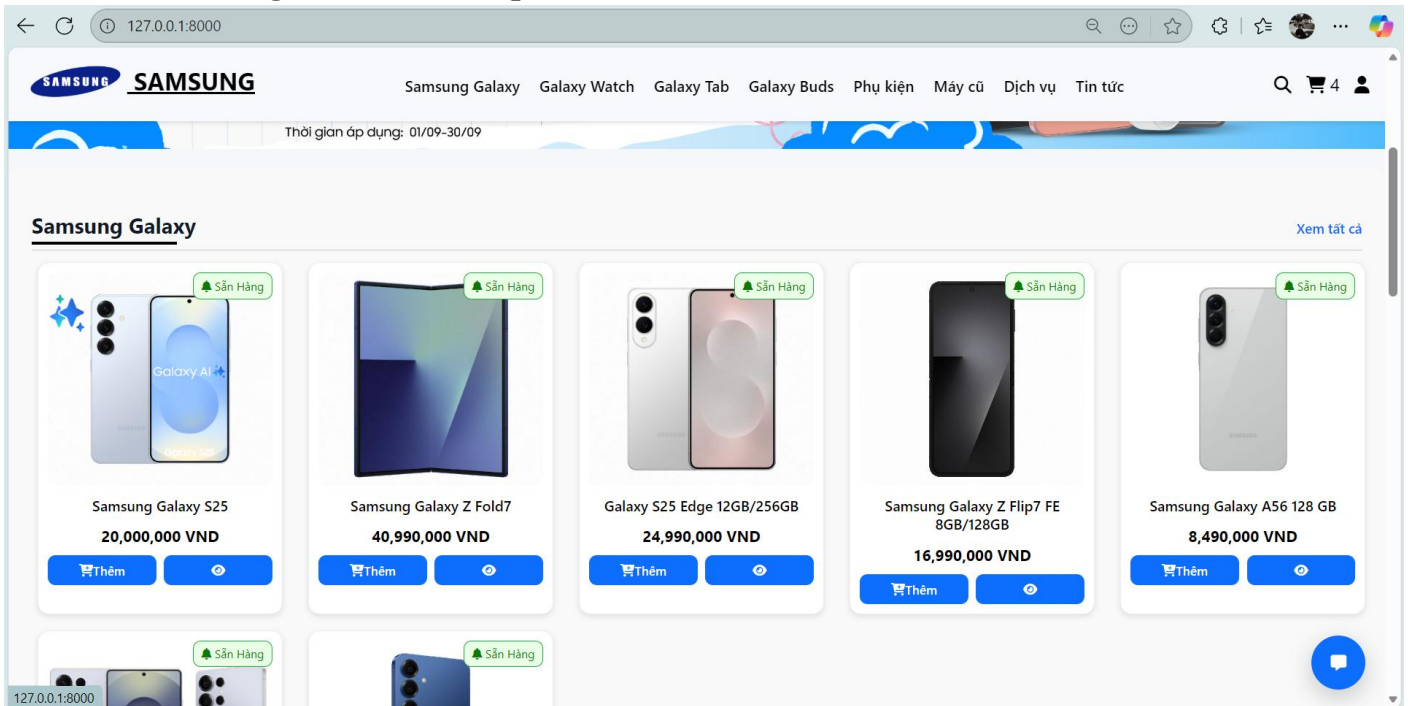 127.0.0.1:8000
SAMSUNG SAMSUNG Samsung Galaxy Galaxy Watch Galaxy Tab Galaxy Buds Phụ kiện Máy cũ Dịch vụ Tin tức 4
Thời gian áp dụng: 01/09-30/09
Samsung Galaxy Xem tất cả
Sẵn Hàng Sẵn Hàng Sẵn Hàng Sẵn Hàng Sẵn Hàng
Galaxy AI
SAMSUNG
Samsung Galaxy S25 Samsung Galaxy Z Fold7 Galaxy S25 Edge 12GB/256GB Samsung Galaxy Z Flip7 FE Samsung Galaxy A56 128 GB
8GB/128GB
20,000,000 VND 40,990,000 VND 24,990,000 VND 16,990,000 VND 8,490,000 VND
Thêm Thêm Thêm Thêm Thêm
Sẵn Hàng Sẵn Hàng
127.0.0.1:8000